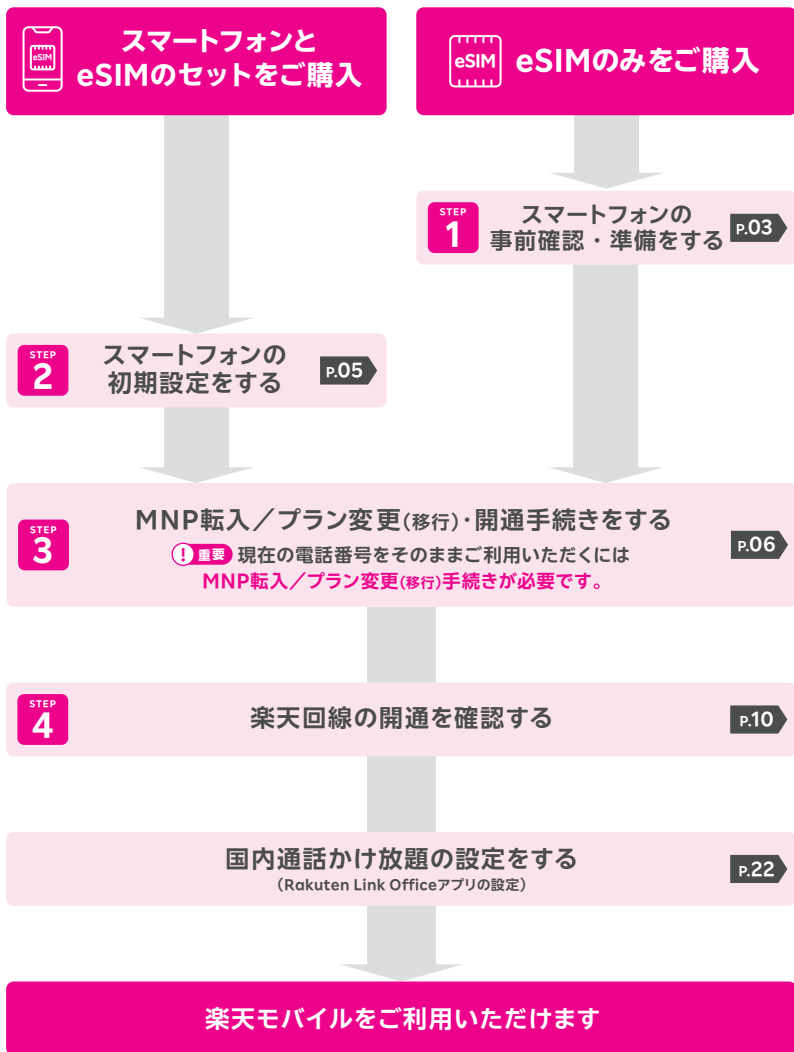 eSIM
スマートフォンと
eSIMのセットをご購入
eSIM
eSIMのみをご購入
STEP
1
スマートフォンの
事前確認・準備をする
P.03
STEP
2
スマートフォンの
初期設定をする
P.05
STEP
3
MNP転入／プラン変更(移行)･開通手続きをする
! 重要 現在の電話番号をそのままご利用いただくには
MNP転入／プラン変更(移行)手続きが必要です。
P.06
STEP
4
楽天回線の開通を確認する
P.10
国内通話かけ放題の設定をする
(Rakuten Link Officeアプリの設定)
P.22
楽天モバイルをご利用いただけます